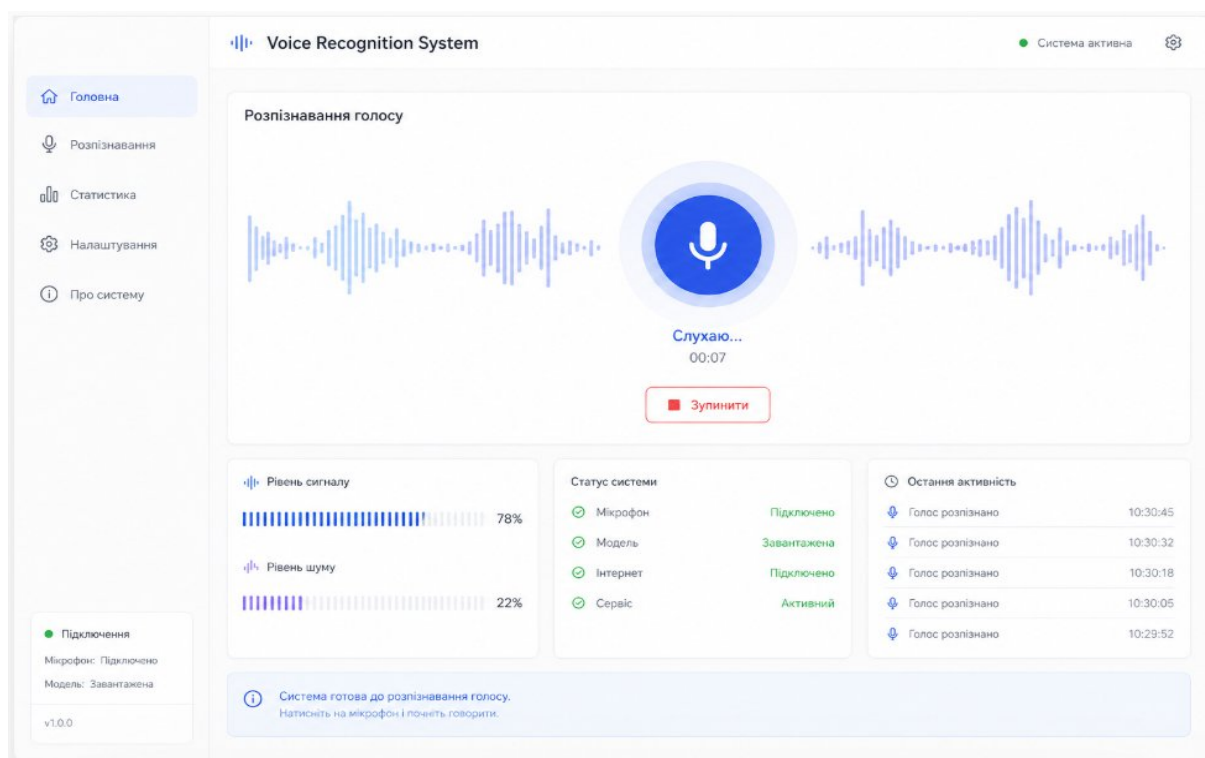 Voice Recognition System
Система активна
Головна
Розпізнавання
Статистика
Налаштування
Про систему
Підключення
Мікрофон: Підключено
Модель: Завантажена
v1.0.0
Розпізнавання голосу
Слухаю...
00:07
Зупинити
Рівень сигналу
78%
Рівень шуму
22%
Статус системи
Мікрофон Підключено
Модель Завантажена
Інтернет Підключено
Сервіс Активний
Остання активність
Голос розпізнано 10:30:45
Голос розпізнано 10:30:32
Голос розпізнано 10:30:18
Голос розпізнано 10:30:05
Голос розпізнано 10:29:52
Система готова до розпізнавання голосу.
Натисніть на мікрофон і почніть говорити.